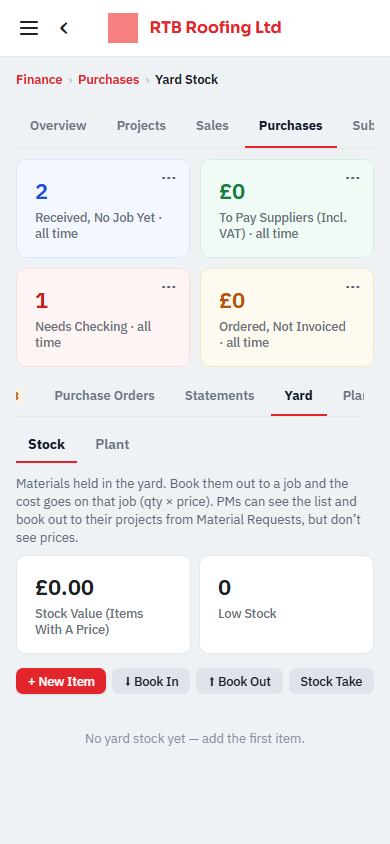 RTB Roofing Ltd
Finance › Purchases › Yard Stock
Overview Projects Sales Purchases Sub
2
Received, No Job Yet ·
all time
£0
To Pay Suppliers (Incl.
VAT) · all time
1
Needs Checking · all
time
£0
Ordered, Not Invoiced
· all time
Purchase Orders Statements Yard Plan
Stock Plant
Materials held in the yard. Book them out to a job and the
cost goes on that job (qty × price). PMs can see the list and
book out to their projects from Material Requests, but don’t
see prices.
£0.00
Stock Value (Items
With A Price)
0
Low Stock
+ New Item ⬇ Book In ⬆ Book Out Stock Take
No yard stock yet — add the first item.